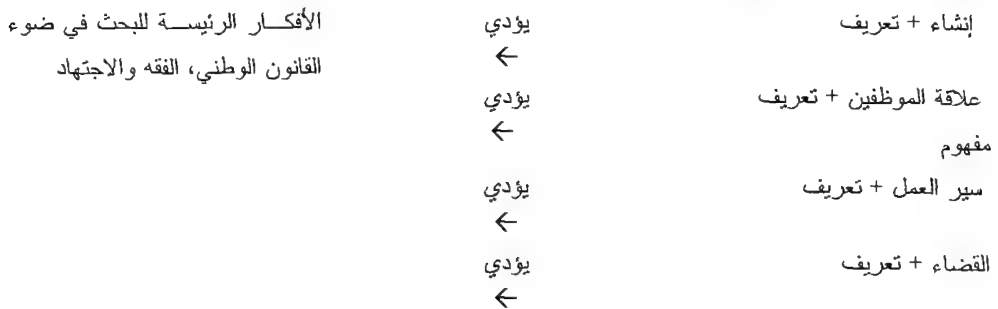 إنشاء + تعريف يؤدي الأفكار الرئيسة للبحث في ضوء
← القانون الوطني، الفقه والاجتهاد
علاقة الموظفين + تعريف يؤدي
←
مفهوم
سير العمل + تعريف يؤدي
←
القضاء + تعريف يؤدي
←